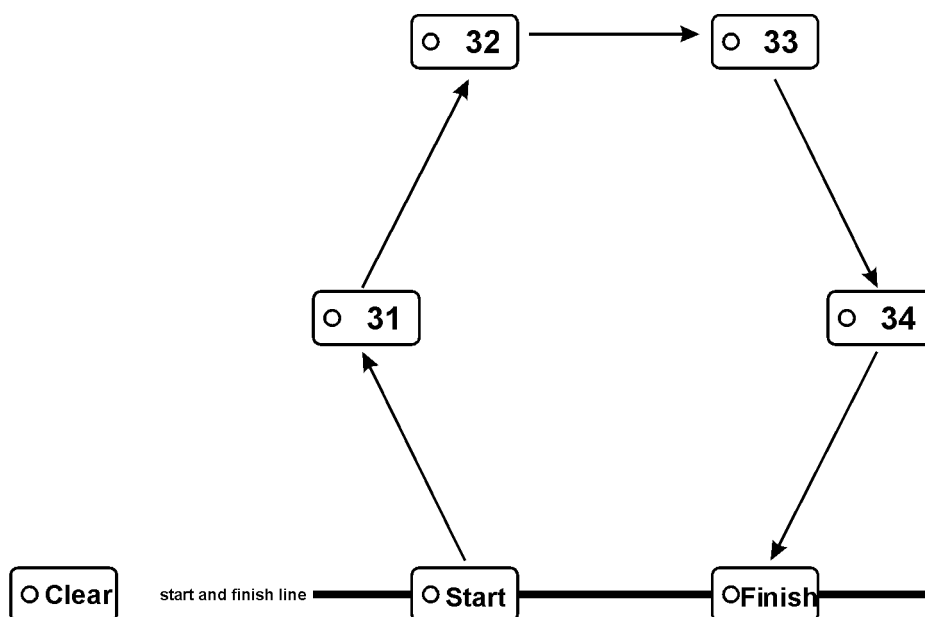 32
33
31
34
Clear
start and finish line
Start
Finish